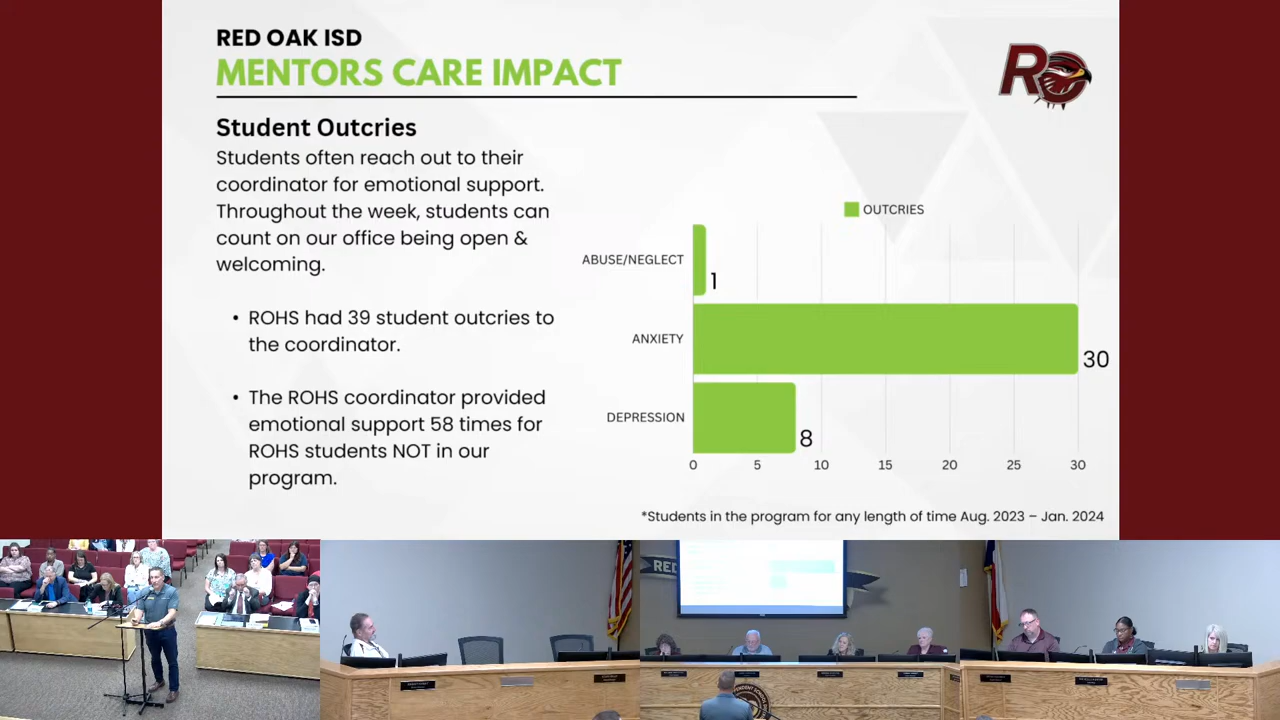 RED OAK ISD
MENTORS CARE IMPACT
RO
Student Outcries
Students often reach out to their
coordinator for emotional support.
Throughout the week, students can
count on our office being open &
welcoming.
• ROHS had 39 student outcries to
the coordinator.
• The ROHS coordinator provided
emotional support 58 times for
ROHS students NOT in our
program.
OUTCRIES
ABUSE/NEGLECT
1
ANXIETY
30
DEPRESSION
8
0 5 10 15 20 25 30
*Students in the program for any length of time Aug. 2023 – Jan. 2024
RED